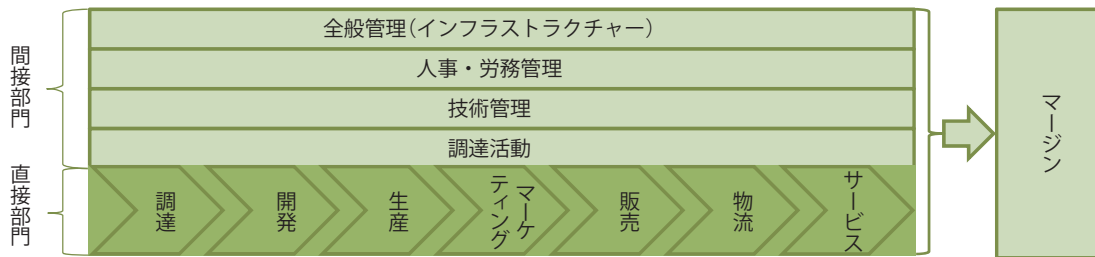 間接部門
全般管理(インフラストラクチャー)
人事・労務管理
技術管理
調達活動
直接部門
調達
開発
生産
マーケ
ティング
販売
物流
サービス
マージン